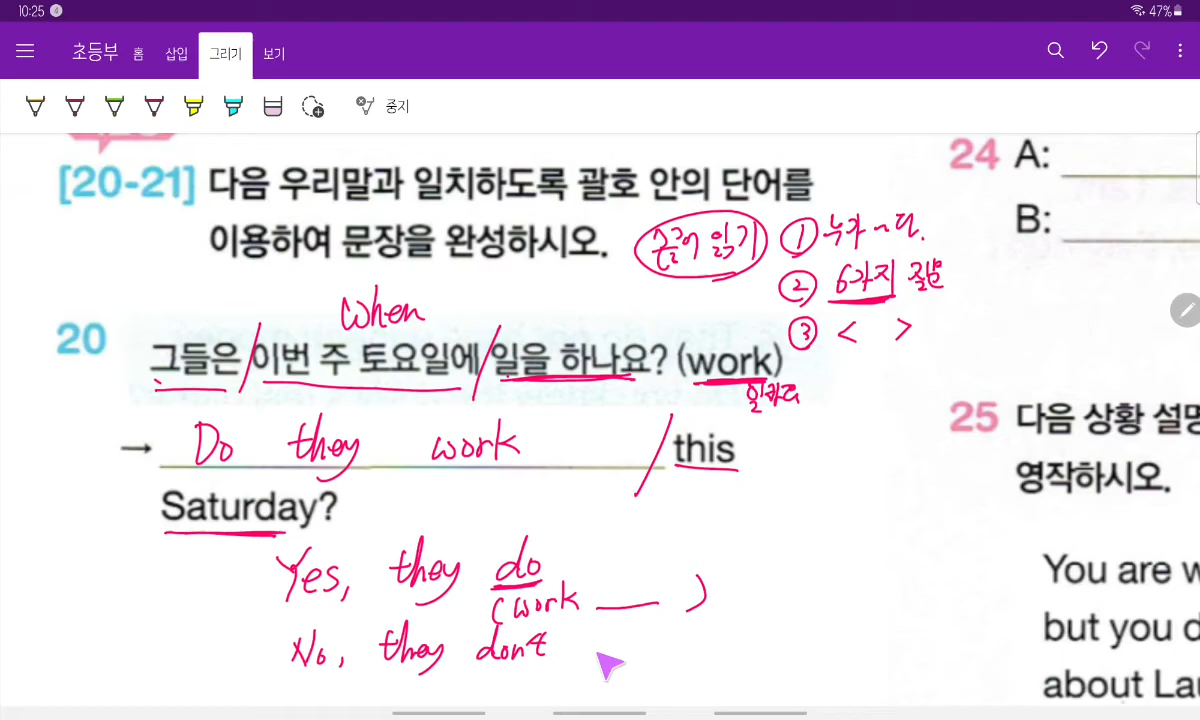 10:25 4 47%
초등부 홈 삽입 그리기 보기
중지
[20-21] 다음 우리말과 일치하도록 괄호 안의 단어를
이용하여 문장을 완성하시오.
끊어 읽기 ① 누가~다.
② 6가지 질문
③ < >
when
20 그들은/이번 주 토요일에/일을 하나요? (work)
일하다
→ Do they work / this
Saturday?
Yes, they do
(work )
No, they don't
24 A:
B:
25 다음 상황 설명
영작하시오.
You are w
but you d
about Lau